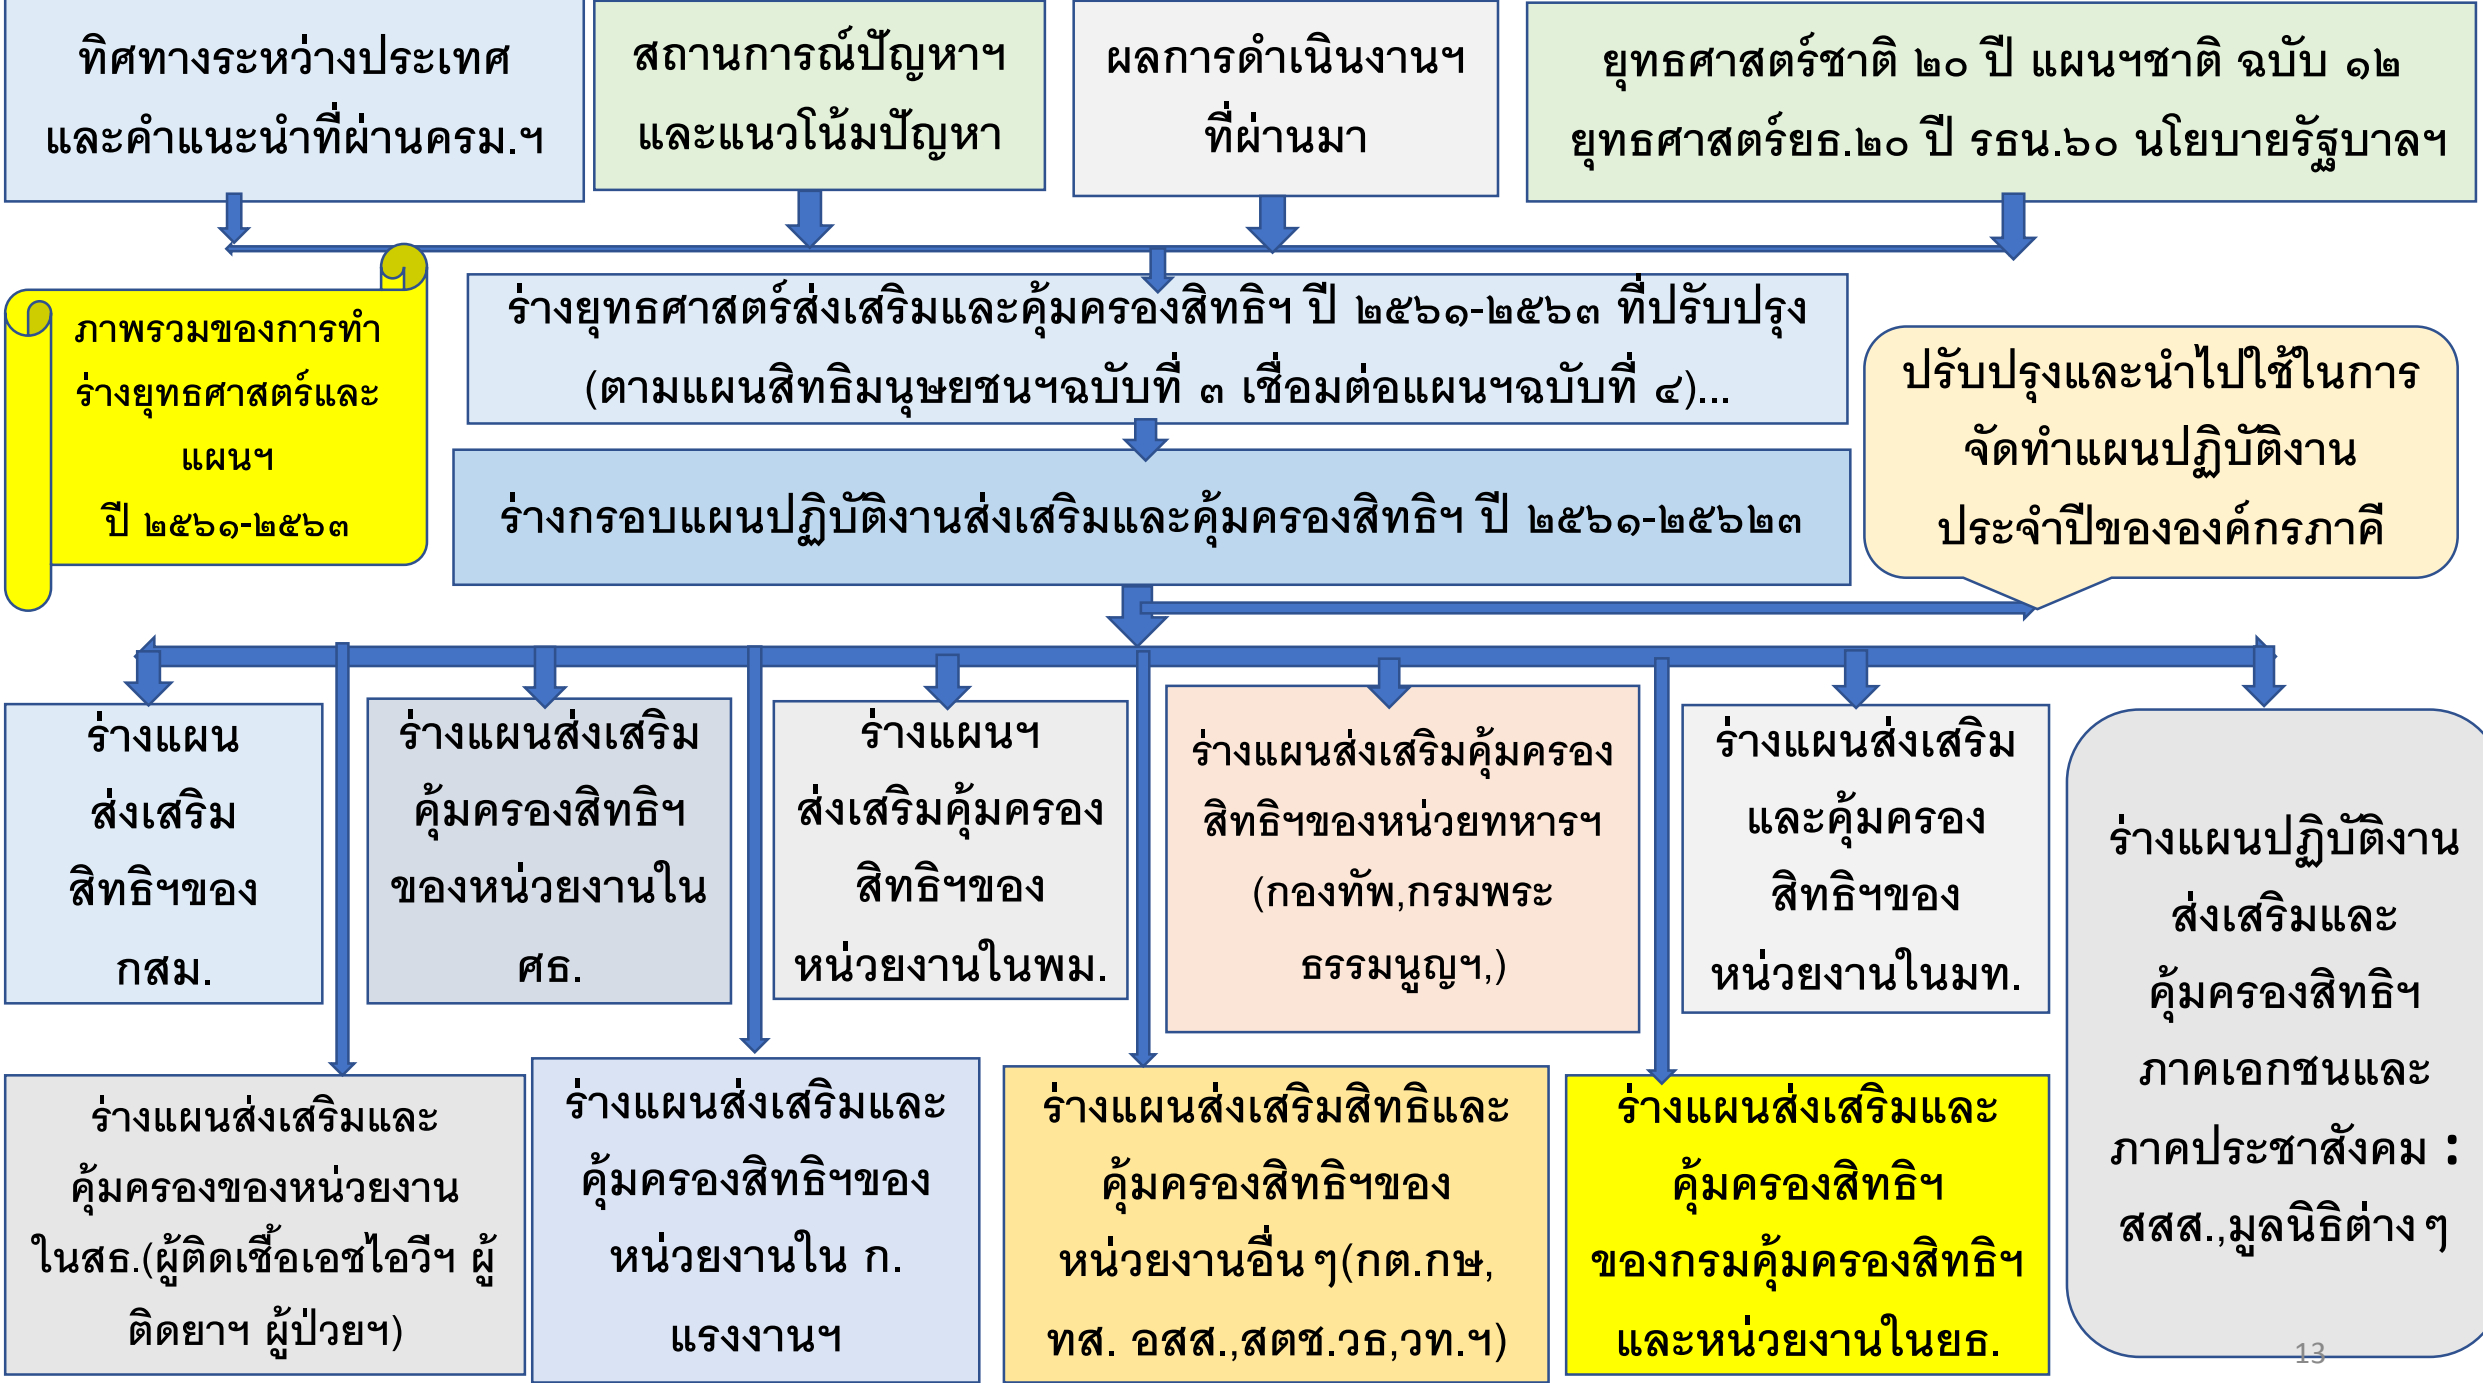 ทิศทางระหว่างประเทศ
และคำแนะนำที่ผ่านครม.ฯ
สถานการณ์ปัญหาฯ
และแนวโน้มปัญหา
ผลการดำเนินงานฯ
ที่ผ่านมา
ยุทธศาสตร์ชาติ ๒๐ ปี แผนฯชาติ ฉบับ ๑๒
ยุทธศาสตร์ยธ.๒๐ ปี รธน.๖๐ นโยบายรัฐบาลฯ
ภาพรวมของการทำ
ร่างยุทธศาสตร์และ
แผนฯ
ปี ๒๕๖๑-๒๕๖๓
ร่างยุทธศาสตร์ส่งเสริมและคุ้มครองสิทธิฯ ปี ๒๕๖๑-๒๕๖๓ ที่ปรับปรุง
(ตามแผนสิทธิมนุษยชนฯฉบับที่ ๓ เชื่อมต่อแผนฯฉบับที่ ๔)...
ร่างกรอบแผนปฏิบัติงานส่งเสริมและคุ้มครองสิทธิฯ ปี ๒๕๖๑-๒๕๖๒๓
ปรับปรุงและนำไปใช้ในการ
จัดทำแผนปฏิบัติงาน
ประจำปีขององค์กรภาคี
ร่างแผน
ส่งเสริม
สิทธิฯของ
กสม.
ร่างแผนส่งเสริม
คุ้มครองสิทธิฯ
ของหน่วยงานใน
ศธ.
ร่างแผนฯ
ส่งเสริมคุ้มครอง
สิทธิฯของ
หน่วยงานในพม.
ร่างแผนส่งเสริมคุ้มครอง
สิทธิฯของหน่วยทหารฯ
(กองทัพ,กรมพระ
ธรรมนูญฯ,)
ร่างแผนส่งเสริม
และคุ้มครอง
สิทธิฯของ
หน่วยงานในมท.
ร่างแผนปฏิบัติงาน
ส่งเสริมและ
คุ้มครองสิทธิฯ
ภาคเอกชนและ
ภาคประชาสังคม :
สสส.,มูลนิธิต่าง ๆ
ร่างแผนส่งเสริมและ
คุ้มครองของหน่วยงาน
ในสธ.(ผู้ติดเชื้อเอชไอวีฯ ผู้
ติดยาฯ ผู้ป่วยฯ)
ร่างแผนส่งเสริมและ
คุ้มครองสิทธิฯของ
หน่วยงานใน ก.
แรงงานฯ
ร่างแผนส่งเสริมสิทธิและ
คุ้มครองสิทธิฯของ
หน่วยงานอื่น ๆ(กต.กษ,
ทส. อสส.,สตช.วธ,วท.ฯ)
ร่างแผนส่งเสริมและ
คุ้มครองสิทธิฯ
ของกรมคุ้มครองสิทธิฯ
และหน่วยงานในยธ.
13